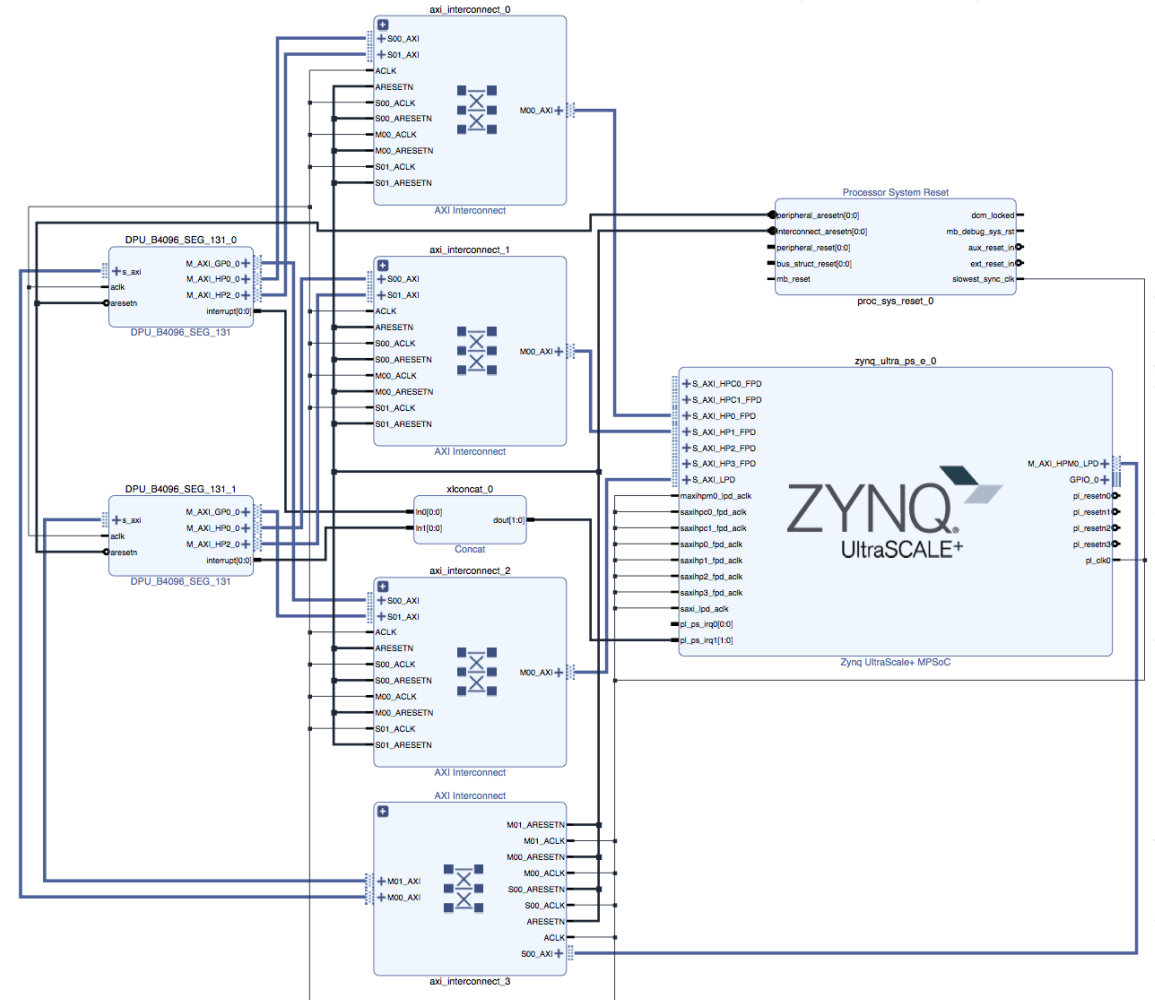 axi_interconnect_0
S00_AXI
S01_AXI
ACLK
ARESETN
S00_ACLK
S00_ARESETN
M00_ACLK
M00_ARESETN
S01_ACLK
S01_ARESETN
M00_AXI
AXI Interconnect
DPU_B4096_SEG_131_0
s_axi
aclk
aresetn
M_AXI_GP0_0
M_AXI_HP0_0
M_AXI_HP2_0
interrupt[0:0]
DPU_B4096_SEG_131
axi_interconnect_1
S00_AXI
S01_AXI
ACLK
ARESETN
S00_ACLK
S00_ARESETN
M00_ACLK
M00_ARESETN
S01_ACLK
S01_ARESETN
M00_AXI
AXI Interconnect
Processor System Reset
peripheral_aresetn[0:0]
interconnect_aresetn[0:0]
peripheral_reset[0:0]
bus_struct_reset[0:0]
mb_reset
dcm_locked
mb_debug_sys_rst
aux_reset_in
ext_reset_in
slowest_sync_clk
proc_sys_reset_0
DPU_B4096_SEG_131_1
s_axi
aclk
aresetn
M_AXI_GP0_0
M_AXI_HP0_0
M_AXI_HP2_0
interrupt[0:0]
DPU_B4096_SEG_131
xlconcat_0
In0[0:0]
In1[0:0]
dout[1:0]
Concat
zynq_ultra_ps_e_0
S_AXI_HPC0_FPD
S_AXI_HPC1_FPD
S_AXI_HP0_FPD
S_AXI_HP1_FPD
S_AXI_HP2_FPD
S_AXI_HP3_FPD
S_AXI_LPD
maxihpm0_lpd_aclk
saxihpc0_fpd_aclk
saxihpc1_fpd_aclk
saxihp0_fpd_aclk
saxihp1_fpd_aclk
saxihp2_fpd_aclk
saxihp3_fpd_aclk
saxi_lpd_aclk
pl_ps_irq0[0:0]
pl_ps_irq1[1:0]
ZYNQ.
UltraSCALE+
M_AXI_HPM0_LPD
GPIO_0
pl_resetn0
pl_resetn1
pl_resetn2
pl_resetn3
pl_clk0
Zynq UltraScale+ MPSoC
axi_interconnect_2
S00_AXI
S01_AXI
ACLK
ARESETN
S00_ACLK
S00_ARESETN
M00_ACLK
M00_ARESETN
S01_ACLK
S01_ARESETN
M00_AXI
AXI Interconnect
AXI Interconnect
M01_AXI
M00_AXI
M01_ARESETN
M01_ACLK
M00_ARESETN
M00_ACLK
S00_ARESETN
S00_ACLK
ARESETN
ACLK
S00_AXI
axi_interconnect_3